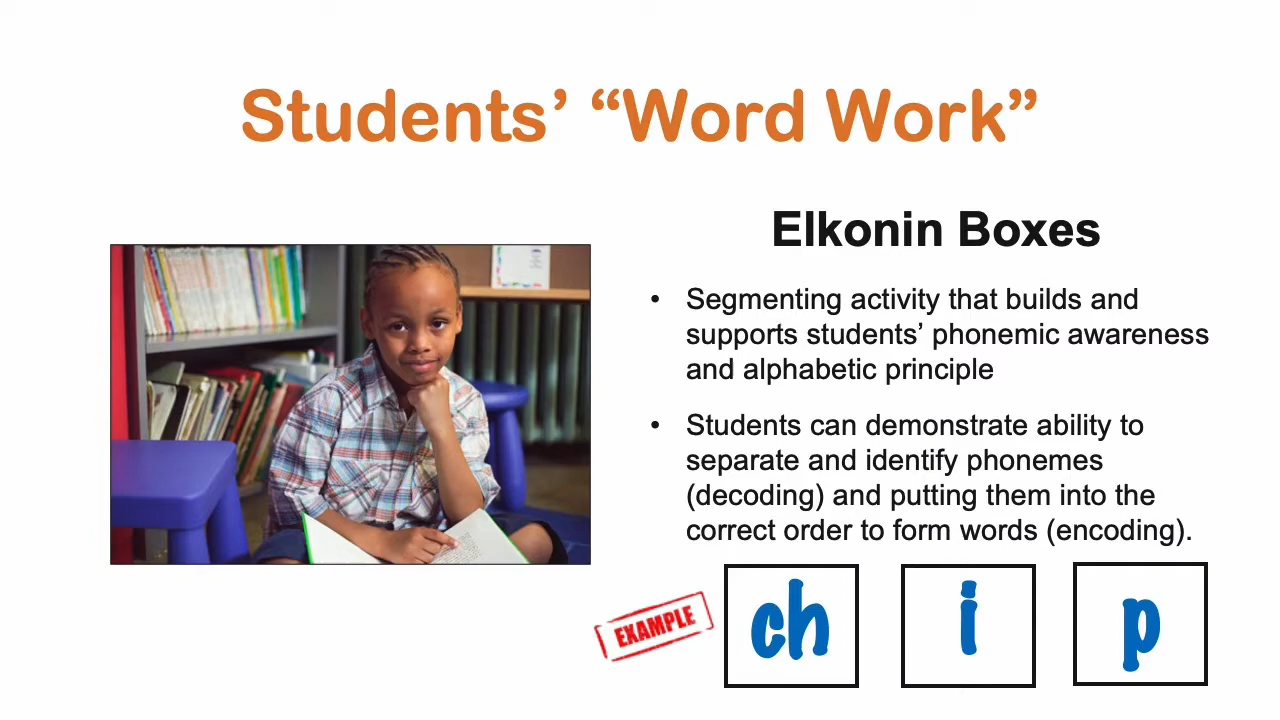 Students’ “Word Work”
Elkonin Boxes
• Segmenting activity that builds and
supports students’ phonemic awareness
and alphabetic principle
• Students can demonstrate ability to
separate and identify phonemes
(decoding) and putting them into the
correct order to form words (encoding).
EXAMPLE
ch i p